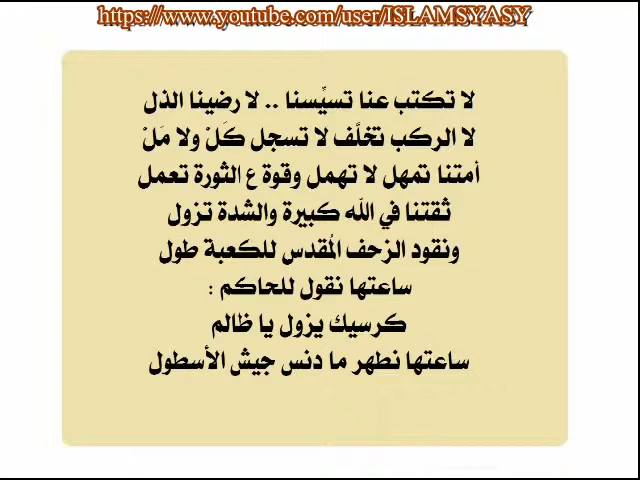 https://www.youtube.com/user/ISLAMSYASY
لا تكتب عنا تسيِّسنا .. لا رضينا الذل
لا الركب تخلَّف لا تسجل كَلْ ولا مَلْ
أمتنا تمهل لا تهمل وقوة ع الثورة تعمل
ثقتنا في الله كبيرة والشدة تزول
ونقود الزحف المُقدس للكعبة طول
ساعتها نقول للحاكم :
كرسيك يزول يا ظالم
ساعتها نطهر ما دنس جيش الأسطول